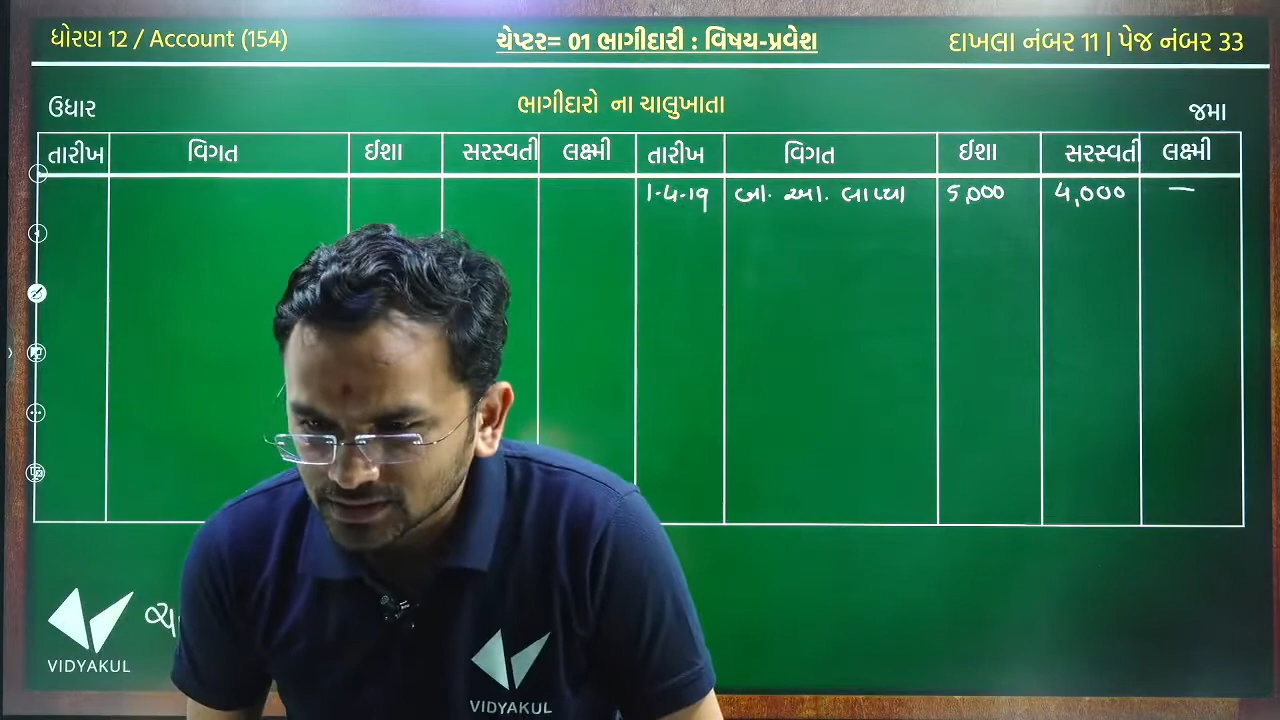 ધોરણ 12 / Account (154) ચેપ્ટર= 01 ભાગીદારી : વિષય-પ્રવેશ દાખલા નંબર 11 | પેજ નંબર 33
ઉધાર ભાગીદારો ના ચાલુખાતા જમા
તારીખ વિગત ઈશા સરસ્વતી લક્ષ્મી તારીખ વિગત ઈશા સરસ્વતી લક્ષ્મી
1-4-19 બા. આ. લાવ્યા 5,000 4,000 —
VIDYAKUL
VIDYAKUL